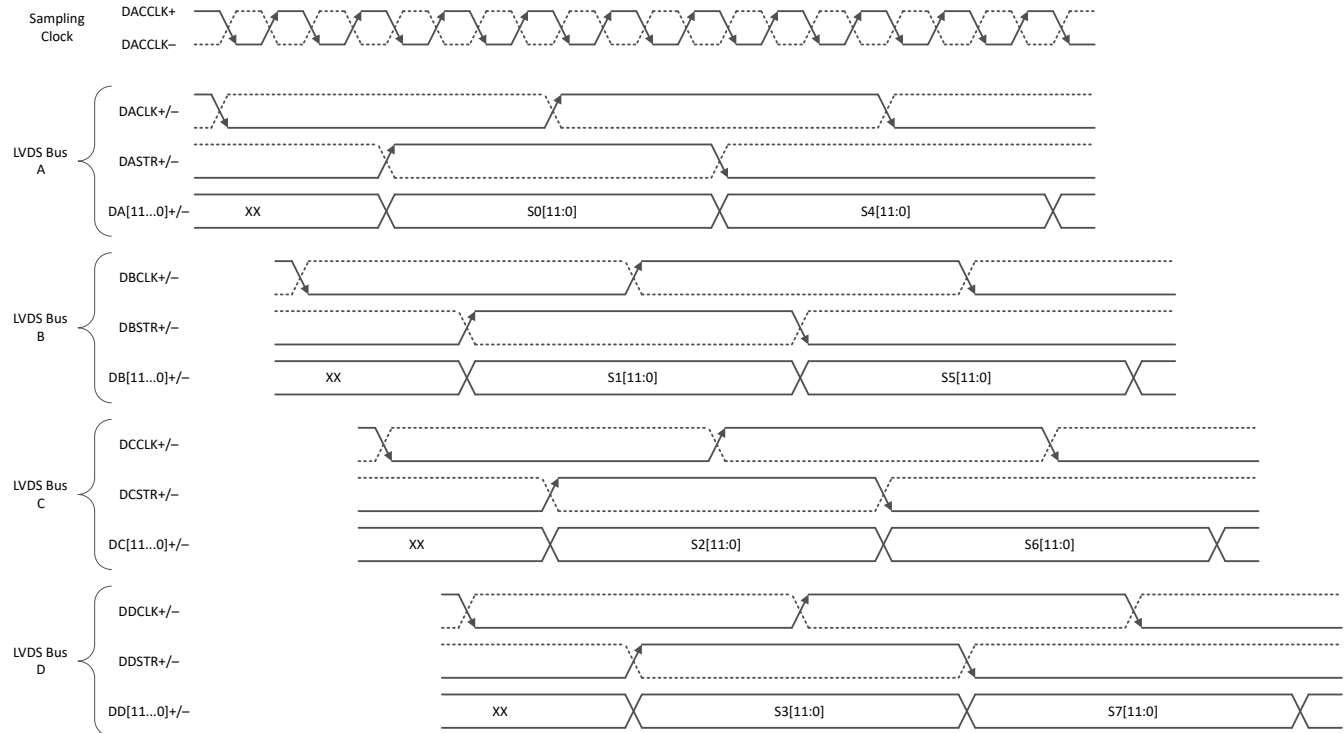 Sampling
Clock
DACCLK+
DACCLK–
LVDS Bus
A
DACLK+/–
DASTR+/–
DA[11...0]+/–
XX
S0[11:0]
S4[11:0]
LVDS Bus
B
DBCLK+/–
DBSTR+/–
DB[11...0]+/–
XX
S1[11:0]
S5[11:0]
LVDS Bus
C
DCCLK+/–
DCSTR+/–
DC[11...0]+/–
XX
S2[11:0]
S6[11:0]
LVDS Bus
D
DDCLK+/–
DDSTR+/–
DD[11...0]+/–
XX
S3[11:0]
S7[11:0]